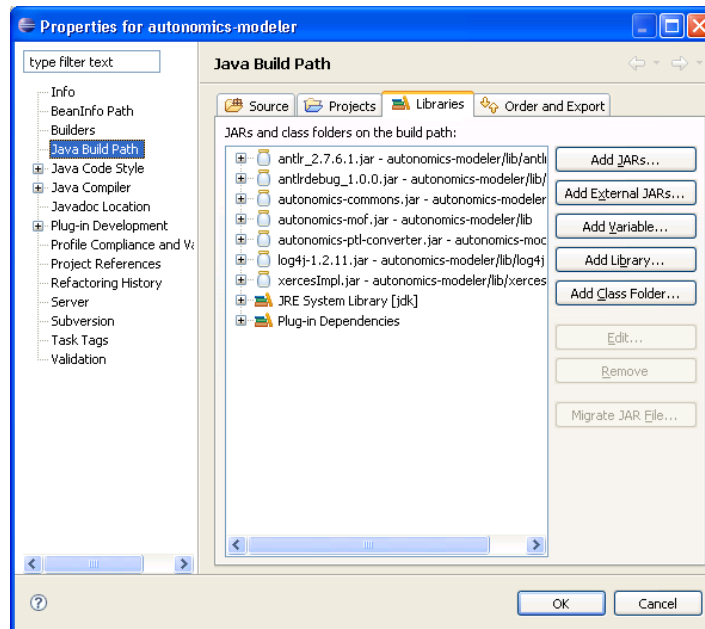 Properties for autonomics-modeler
type filter text
Info
BeanInfo Path
Builders
Java Build Path
Java Code Style
Java Compiler
Javadoc Location
Plug-in Development
Profile Compliance and Va
Project References
Refactoring History
Server
Subversion
Task Tags
Validation
Java Build Path
Source Projects Libraries Order and Export
JARs and class folders on the build path:
antlr_2.7.6.1.jar - autonomics-modeler/lib/antlr
antlrdebug_1.0.0.jar - autonomics-modeler/lib/
autonomics-commons.jar - autonomics-modeler
autonomics-mof.jar - autonomics-modeler/lib
autonomics-ptl-converter.jar - autonomics-moc
log4j-1.2.11.jar - autonomics-modeler/lib/log4j
xercesImpl.jar - autonomics-modeler/lib/xerces
JRE System Library [jdk]
Plug-in Dependencies
Add JARs...
Add External JARs...
Add Variable...
Add Library...
Add Class Folder...
Edit...
Remove
Migrate JAR File...
OK
Cancel